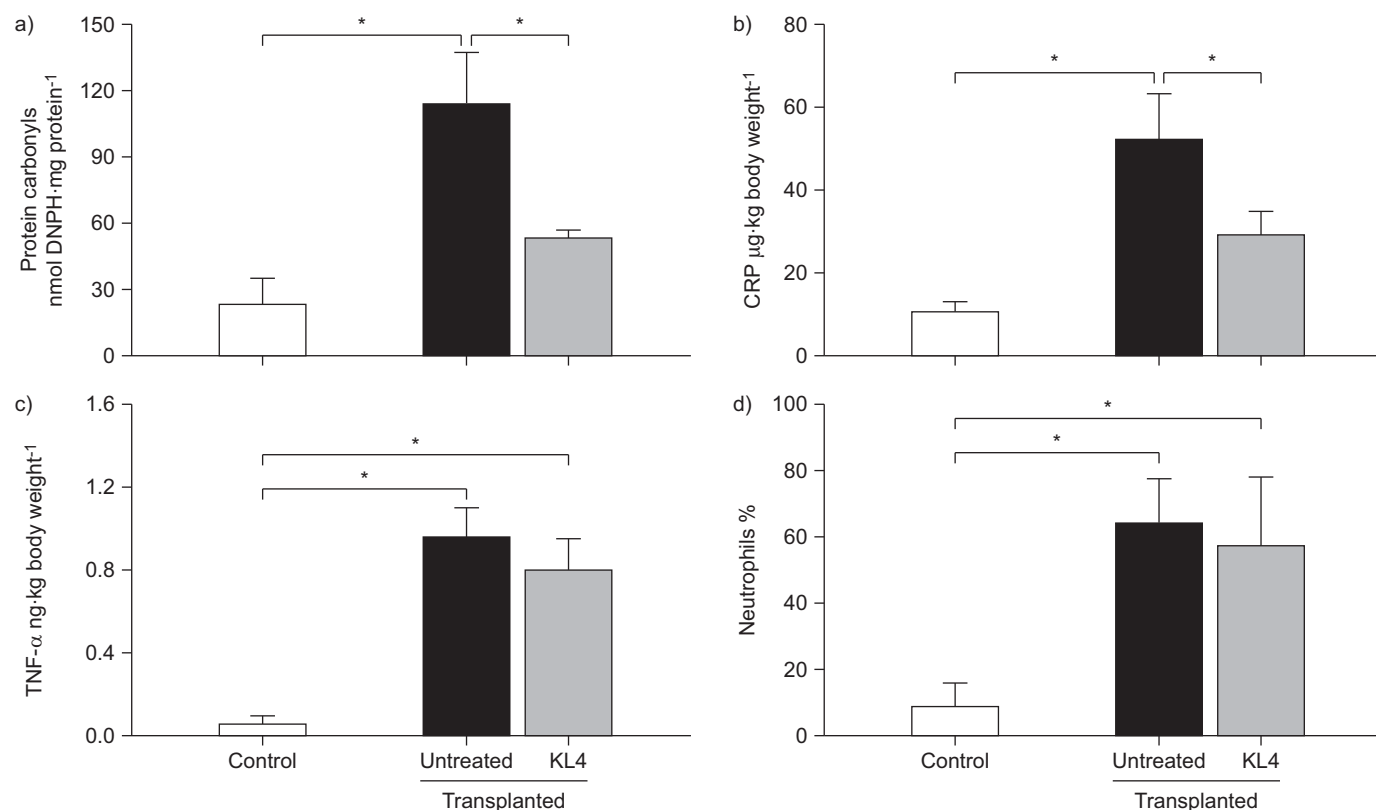 a)
Protein carbonyls
nmol DNPH·mg protein⁻¹
150
120
90
60
30
0
*
*
b)
CRP µg·kg body weight⁻¹
80
60
40
20
0
*
*
c)
TNF-α ng·kg body weight⁻¹
1.6
1.2
0.8
0.4
0.0
*
*
Control
Untreated
KL4
Transplanted
d)
Neutrophils %
100
80
60
40
20
0
*
*
Control
Untreated
KL4
Transplanted